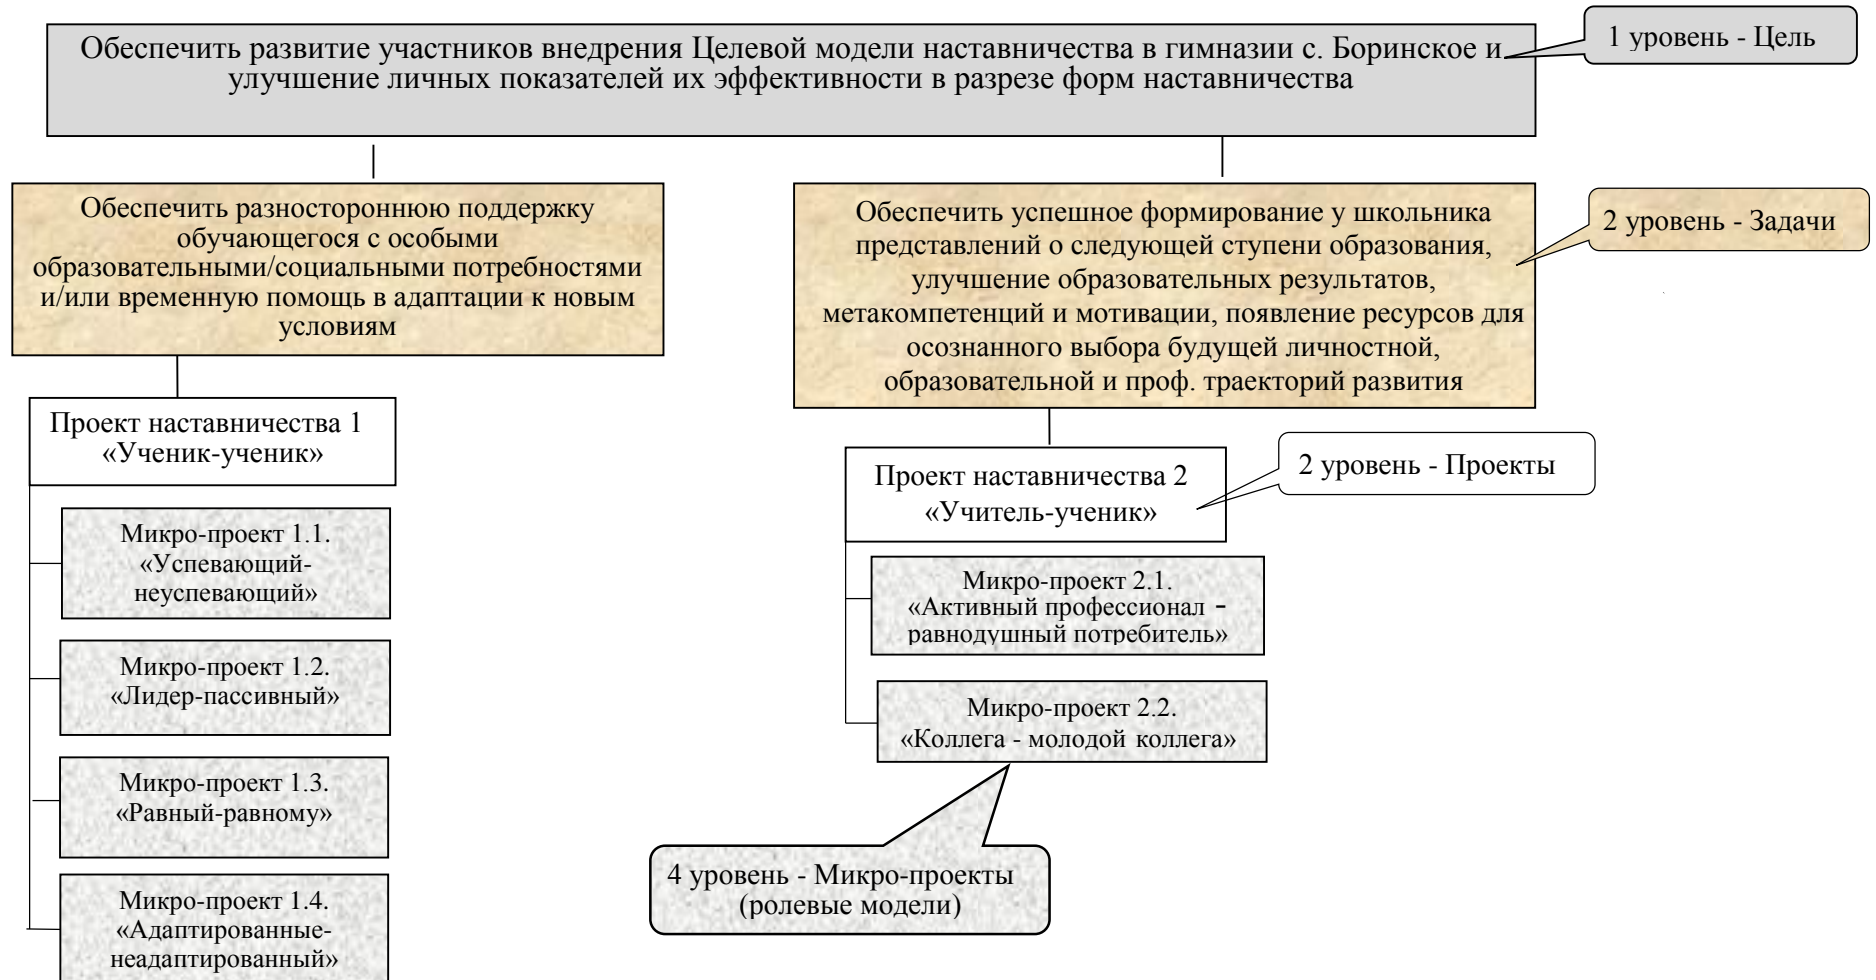 Обеспечить развитие участников внедрения Целевой модели наставничества в гимназии с. Боринское и
улучшение личных показателей их эффективности в разрезе форм наставничества
1 уровень - Цель
Обеспечить разностороннюю поддержку
обучающегося с особыми
образовательными/социальными потребностями
и/или временную помощь в адаптации к новым
условиям
Обеспечить успешное формирование у школьника
представлений о следующей ступени образования,
улучшение образовательных результатов,
метакомпетенций и мотивации, появление ресурсов для
осознанного выбора будущей личностной,
образовательной и проф. траекторий развития
2 уровень - Задачи
Проект наставничества 1
«Ученик-ученик»
Проект наставничества 2
«Учитель-ученик»
2 уровень - Проекты
Микро-проект 1.1.
«Успевающий-
неуспевающий»
Микро-проект 1.2.
«Лидер-пассивный»
Микро-проект 1.3.
«Равный-равному»
Микро-проект 1.4.
«Адаптированные-
неадаптированный»
Микро-проект 2.1.
«Активный профессионал -
равнодушный потребитель»
Микро-проект 2.2.
«Коллега - молодой коллега»
4 уровень - Микро-проекты
(ролевые модели)